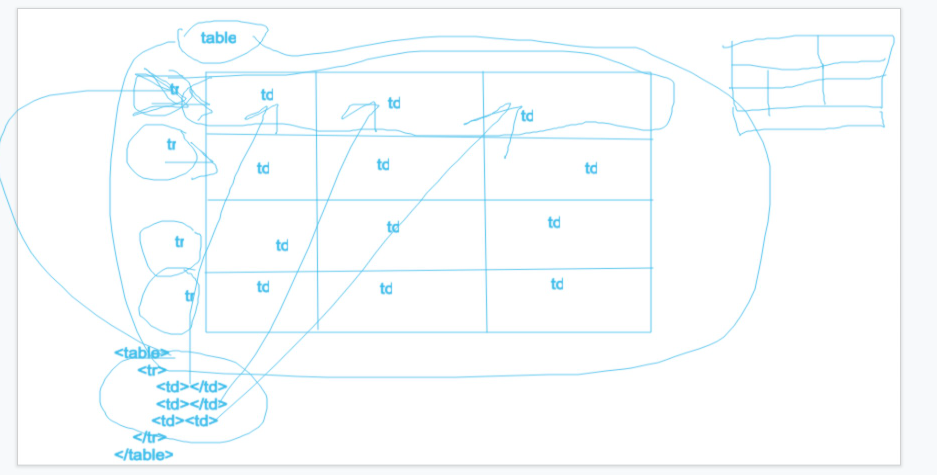 table
tr td td td
tr td td td
tr td td td
tr td td td
<table>
<tr>
<td></td>
<td></td>
<td><td>
</tr>
</table>